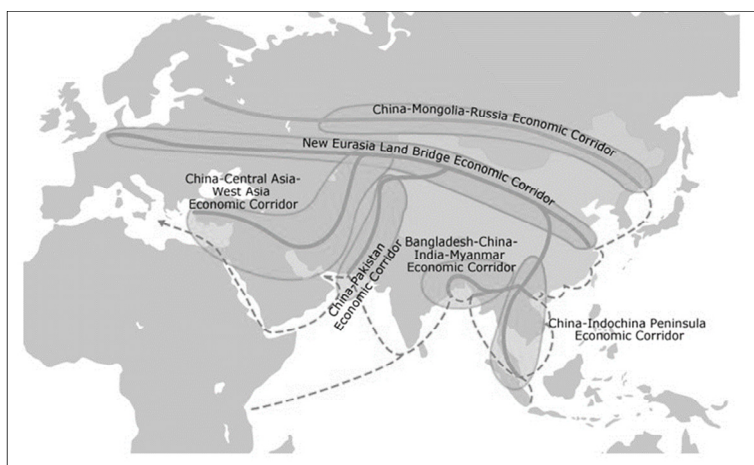 China-Mongolia-Russia Economic Corridor
New Eurasia Land Bridge Economic Corridor
China-Central Asia-
West Asia
Economic Corridor
China-Pakistan
Economic Corridor
Bangladesh-China-
India-Myanmar
Economic Corridor
China-Indochina Peninsula
Economic Corridor